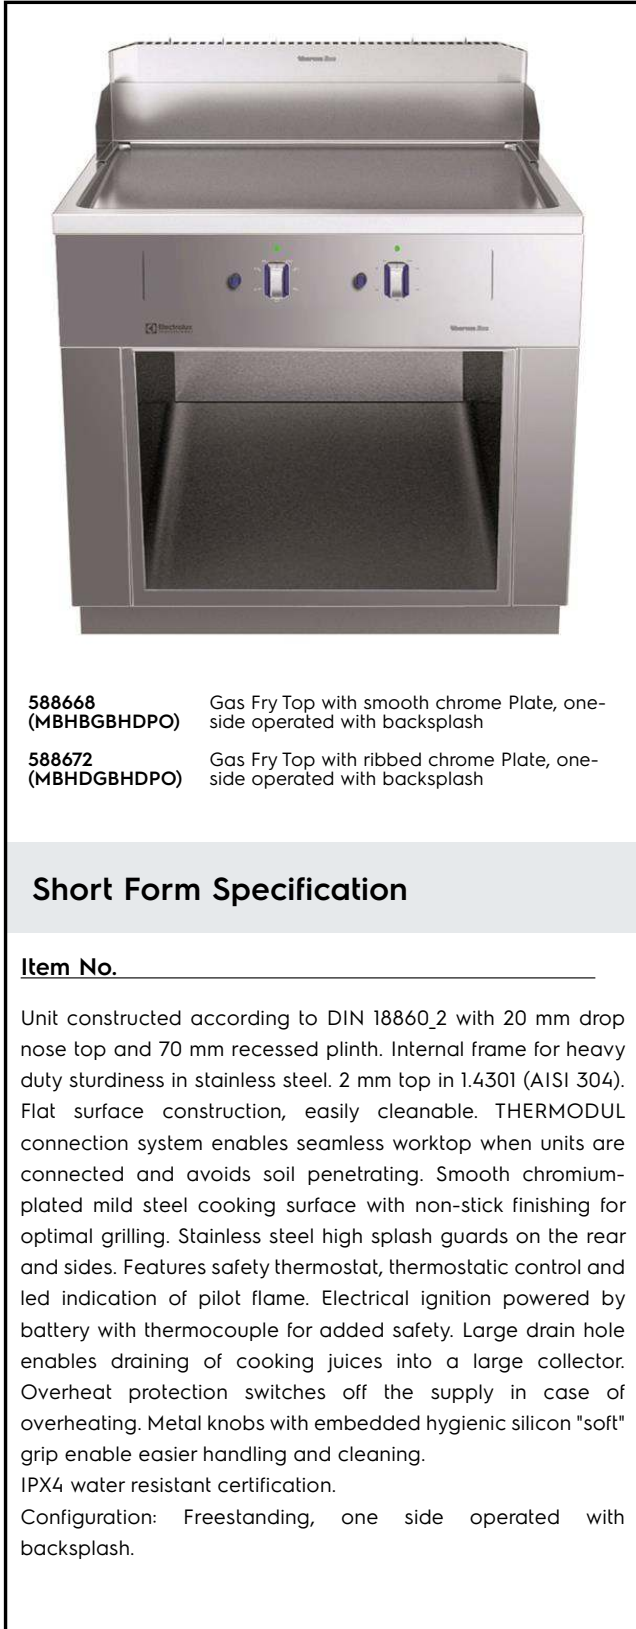 Electrolux
588668
(MBHBGBHDPO)
Gas Fry Top with smooth chrome Plate, one-
side operated with backsplash
588672
(MBHDGBHDPO)
Gas Fry Top with ribbed chrome Plate, one-
side operated with backsplash
Short Form Specification
Item No.
Unit constructed according to DIN 18860_2 with 20 mm drop
nose top and 70 mm recessed plinth. Internal frame for heavy
duty sturdiness in stainless steel. 2 mm top in 1.4301 (AISI 304).
Flat surface construction, easily cleanable. THERMODUL
connection system enables seamless worktop when units are
connected and avoids soil penetrating. Smooth chromium-
plated mild steel cooking surface with non-stick finishing for
optimal grilling. Stainless steel high splash guards on the rear
and sides. Features safety thermostat, thermostatic control and
led indication of pilot flame. Electrical ignition powered by
battery with thermocouple for added safety. Large drain hole
enables draining of cooking juices into a large collector.
Overheat protection switches off the supply in case of
overheating. Metal knobs with embedded hygienic silicon "soft"
grip enable easier handling and cleaning.
IPX4 water resistant certification.
Configuration: Freestanding, one side operated with
backsplash.